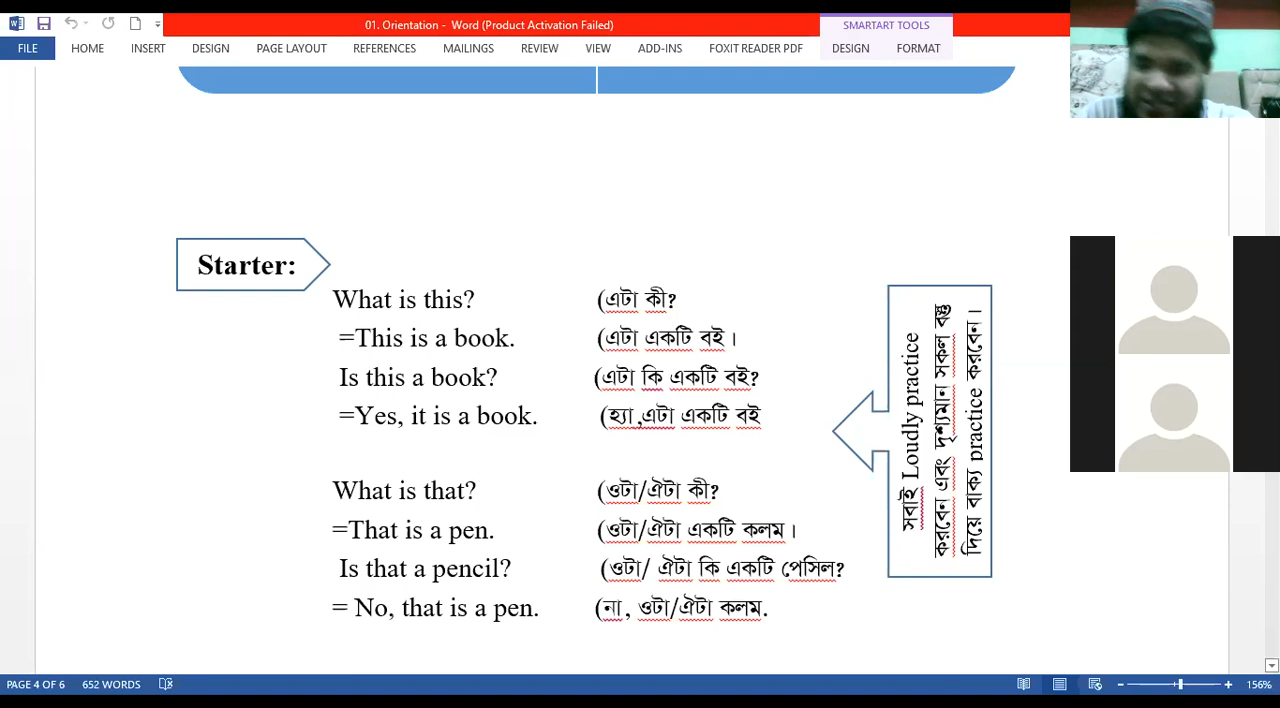 01. Orientation - Word (Product Activation Failed)
SMARTART TOOLS
FILE HOME INSERT DESIGN PAGE LAYOUT REFERENCES MAILINGS REVIEW VIEW ADD-INS FOXIT READER PDF DESIGN FORMAT
Starter:
What is this? (এটা কী?
=This is a book. (এটা একটি বই।
Is this a book? (এটা কি একটি বই?
=Yes, it is a book. (হ্যা,এটা একটি বই
What is that? (ওটা/ঐটা কী?
=That is a pen. (ওটা/ঐটা একটি কলম।
Is that a pencil? (ওটা/ ঐটা কি একটি পেসিল?
= No, that is a pen. (না, ওটা/ঐটা কলম.
সবাই Loudly practice
করবেন এবং দৃশ্যমান সকল বস্তু
দিয়ে বাক্য practice করবেন।
PAGE 4 OF 6 652 WORDS 156%